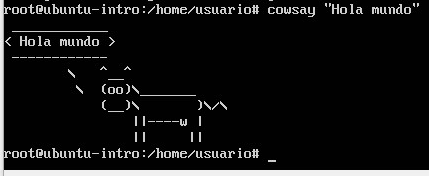 root@ubuntu-intro:/home/usuario# cowsay "Hola mundo"
 ____________
< Hola mundo >
 ------------
        \   ^__^
         \  (oo)\_______
            (__)\       )\/\
                ||----w |
                ||     ||
root@ubuntu-intro:/home/usuario# _